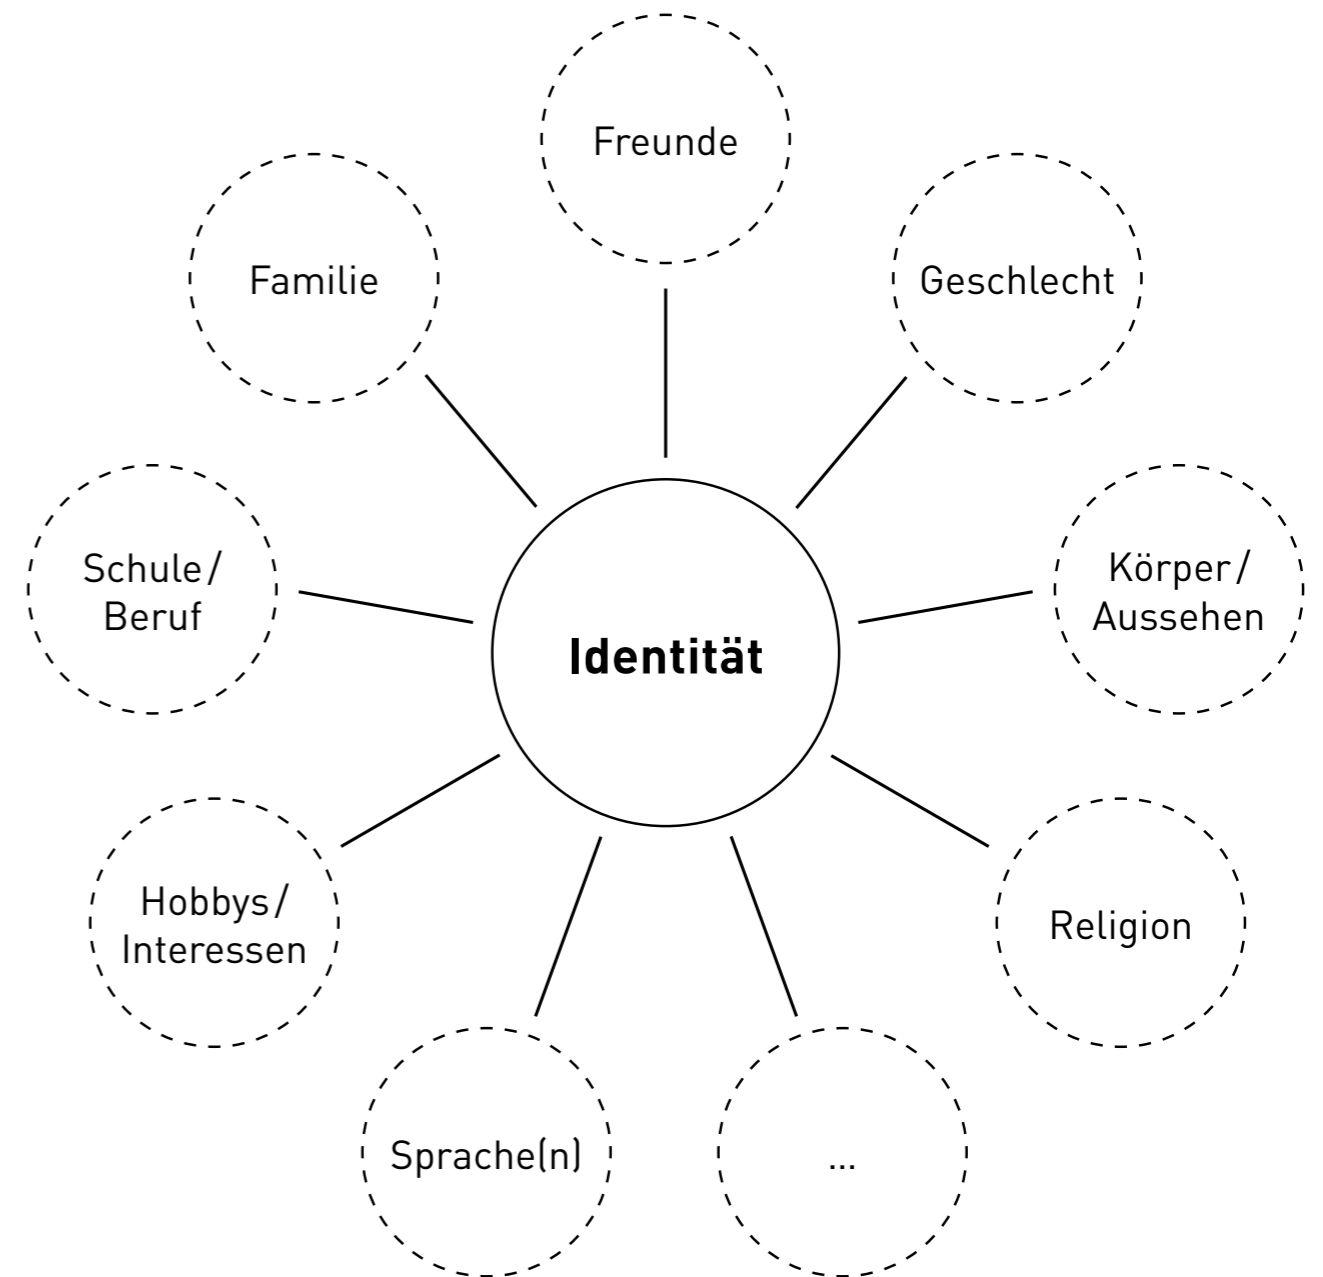 Freunde
Familie
Geschlecht
Schule/
Beruf
Körper/
Aussehen
Identität
Hobbys/
Interessen
Religion
Sprache(n)
...